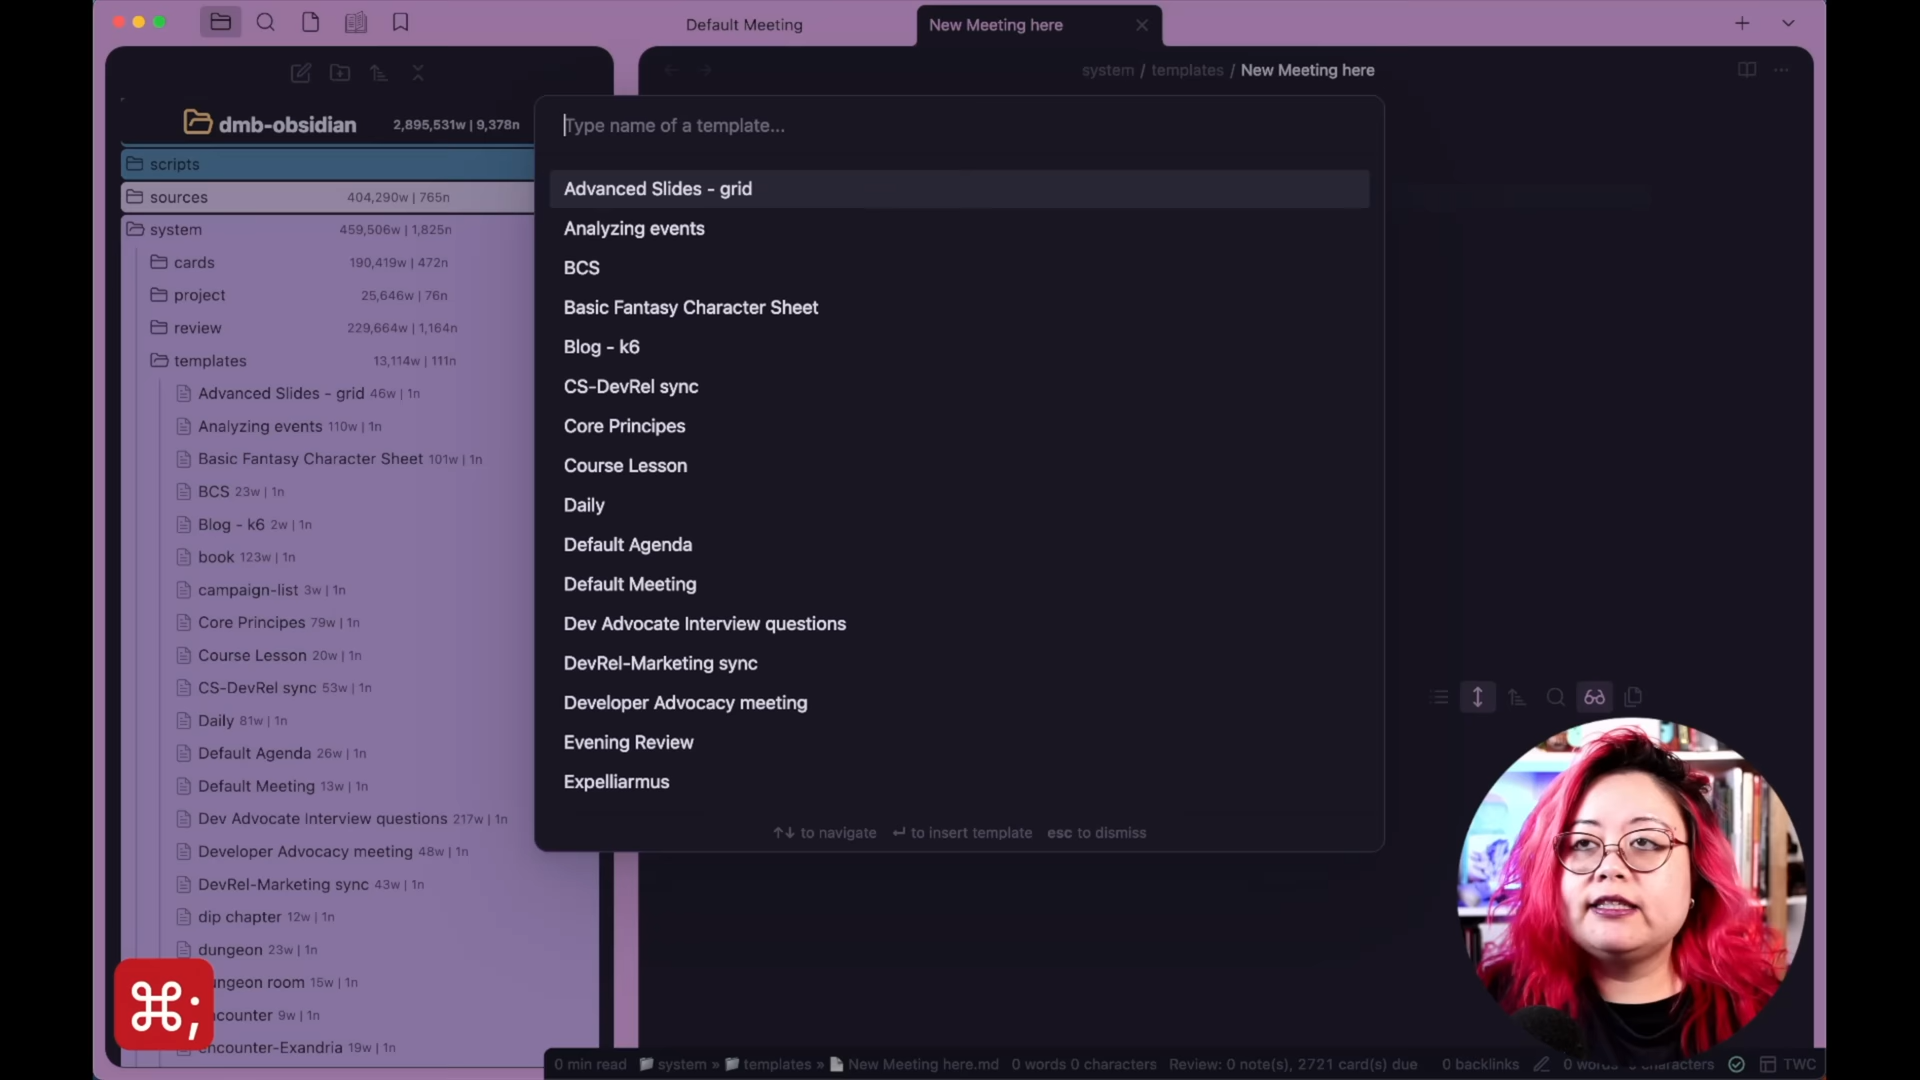 Default Meeting
New Meeting here
system / templates / New Meeting here
dmb-obsidian 2,895,531w | 9,378n
scripts
sources 404,290w | 765n
system 459,506w | 1,825n
cards 190,419w | 472n
project 25,646w | 76n
review 229,664w | 1,164n
templates 13,114w | 111n
Advanced Slides - grid 46w | 1n
Analyzing events 110w | 1n
Basic Fantasy Character Sheet 101w | 1n
BCS 23w | 1n
Blog - k6 2w | 1n
book 123w | 1n
campaign-list 3w | 1n
Core Principes 79w | 1n
Course Lesson 20w | 1n
CS-DevRel sync 53w | 1n
Daily 81w | 1n
Default Agenda 26w | 1n
Default Meeting 13w | 1n
Dev Advocate Interview questions 217w | 1n
Developer Advocacy meeting 48w | 1n
DevRel-Marketing sync 43w | 1n
dip chapter 12w | 1n
dungeon 23w | 1n
ungeon room 15w | 1n
counter 9w | 1n
encounter-Exandria 19w | 1n
⌘;
Type name of a template...
Advanced Slides - grid
Analyzing events
BCS
Basic Fantasy Character Sheet
Blog - k6
CS-DevRel sync
Core Principes
Course Lesson
Daily
Default Agenda
Default Meeting
Dev Advocate Interview questions
DevRel-Marketing sync
Developer Advocacy meeting
Evening Review
Expelliarmus
↑↓ to navigate ↵ to insert template esc to dismiss
0 min read system » templates » New Meeting here.md 0 words 0 characters Review: 0 note(s), 2721 card(s) due 0 backlinks 0 words characters TWC